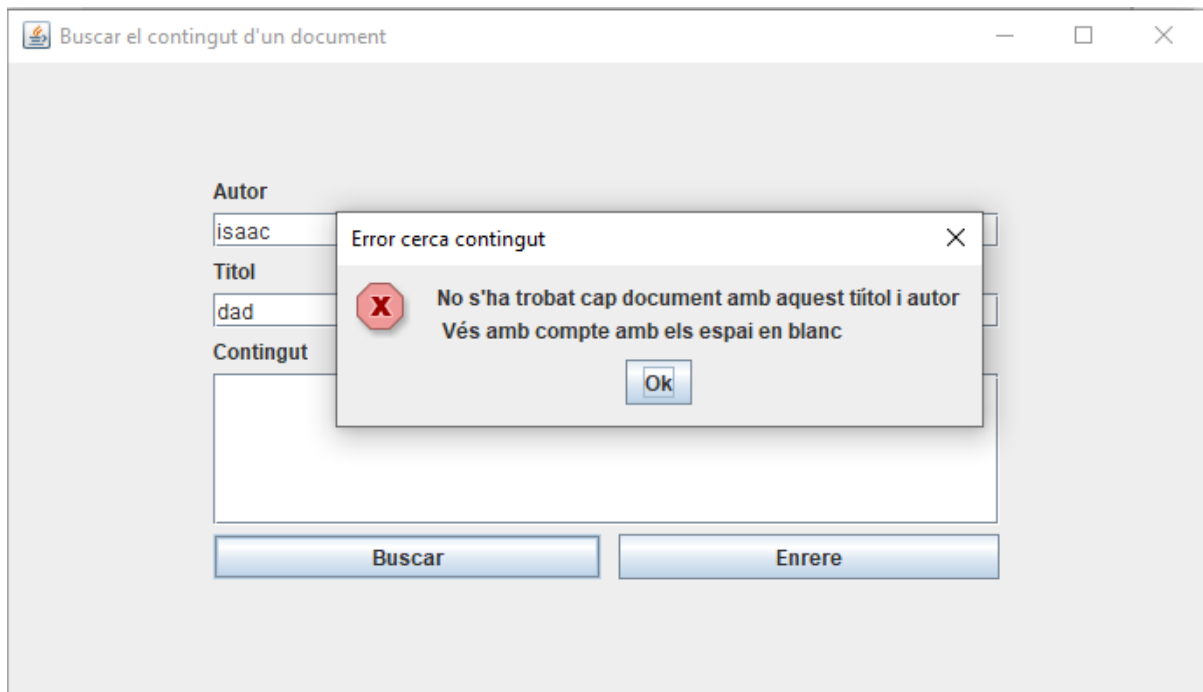 Buscar el contingut d'un document
Autor
isaac
Error cerca contingut
Titol
No s'ha trobat cap document amb aquest tiítol i autor
dad
Vés amb compte amb els espai en blanc
Contingut
Ok
Buscar
Enrere